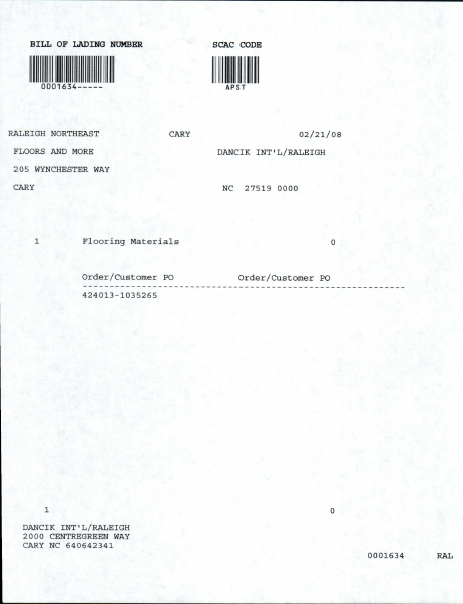 BILL OF LADING NUMBER SCAC CODE
0001634----- APST
RALEIGH NORTHEAST CARY 02/21/08
FLOORS AND MORE DANCIK INT'L/RALEIGH
205 WYNCHESTER WAY
CARY NC 27519 0000
1 Flooring Materials 0
Order/Customer PO Order/Customer PO
424013-1035265
1 0
DANCIK INT'L/RALEIGH
2000 CENTREGREEN WAY
CARY NC 640642341
0001634 RAL